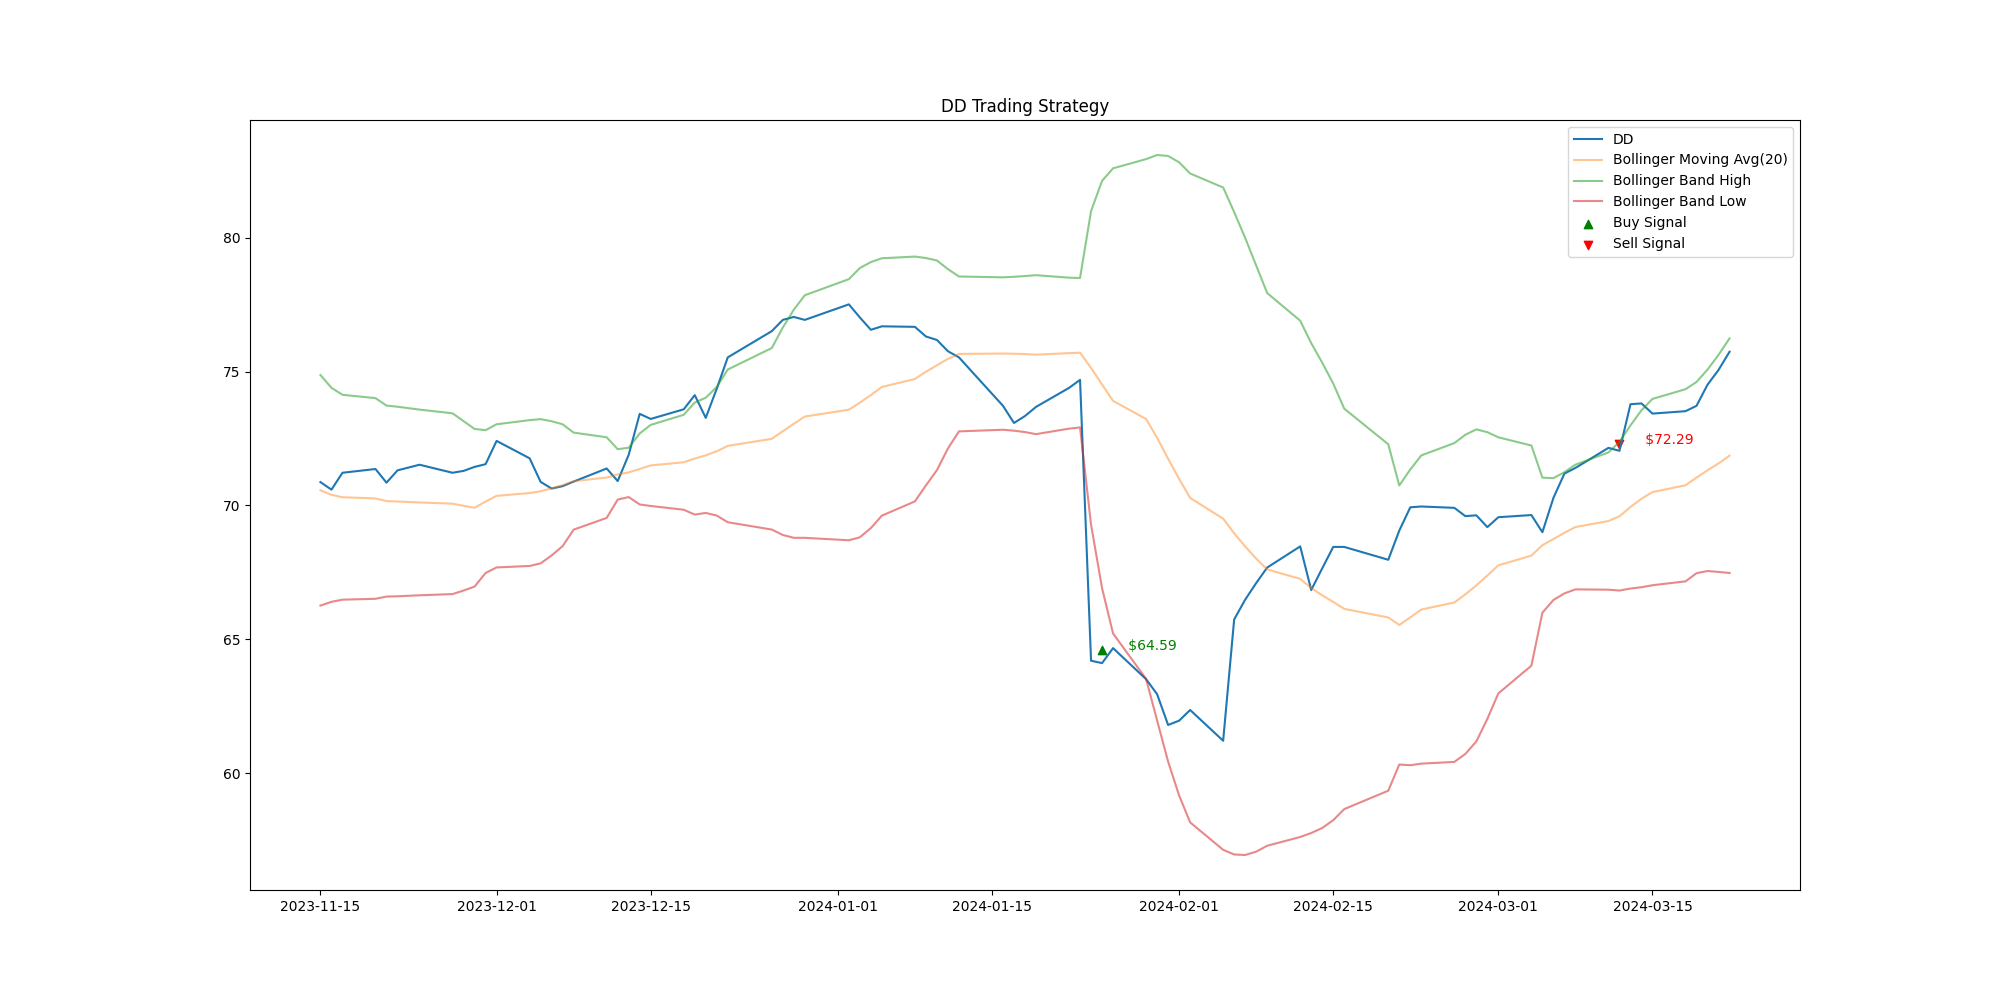 DD Trading Strategy
DD
Bollinger Moving Avg(20)
Bollinger Band High
Bollinger Band Low
Buy Signal
Sell Signal
80
75
70
65
60
$72.29
$64.59
2023-11-15
2023-12-01
2023-12-15
2024-01-01
2024-01-15
2024-02-01
2024-02-15
2024-03-01
2024-03-15